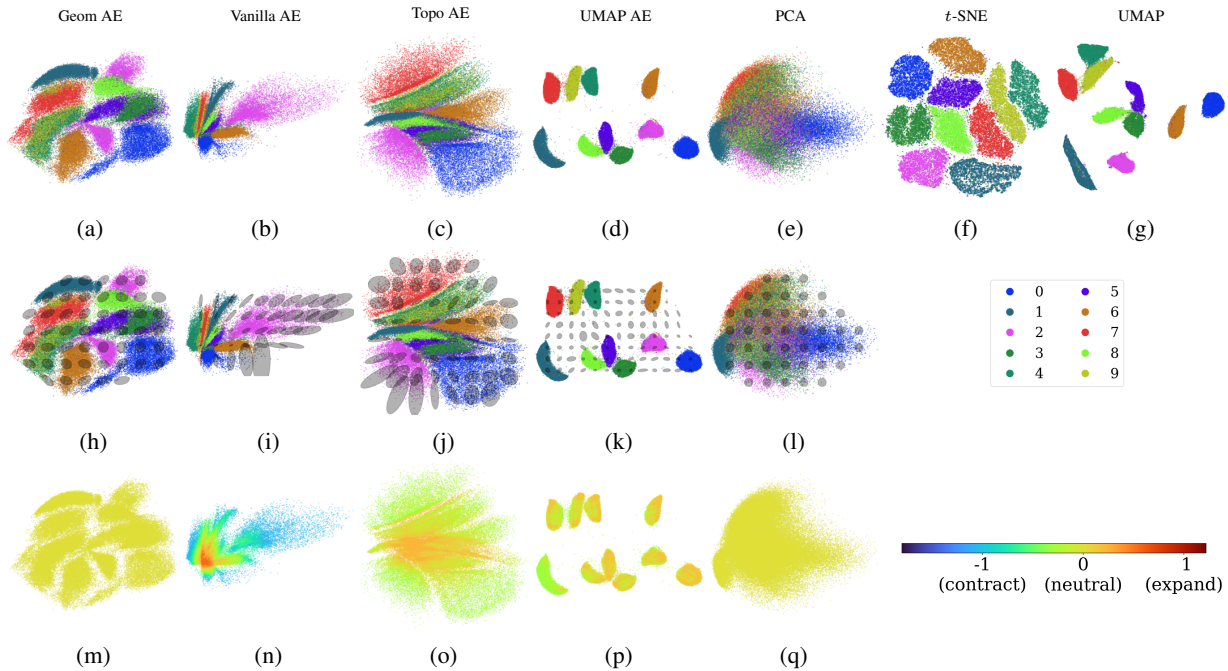 Geom AE Vanilla AE Topo AE UMAP AE PCA t-SNE UMAP
(a) (b) (c) (d) (e) (f) (g)
0 5
1 6
2 7
3 8
4 9
(h) (i) (j) (k) (l)
-1 0 1
(contract) (neutral) (expand)
(m) (n) (o) (p) (q)